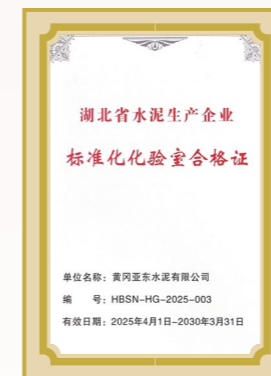 湖北省水泥生产企业
标准化化验室合格证
单位名称：黄冈亚东水泥有限公司
编　　号：HBSN-HG-2025-003
有效日期：2025年4月1日-2030年3月31日